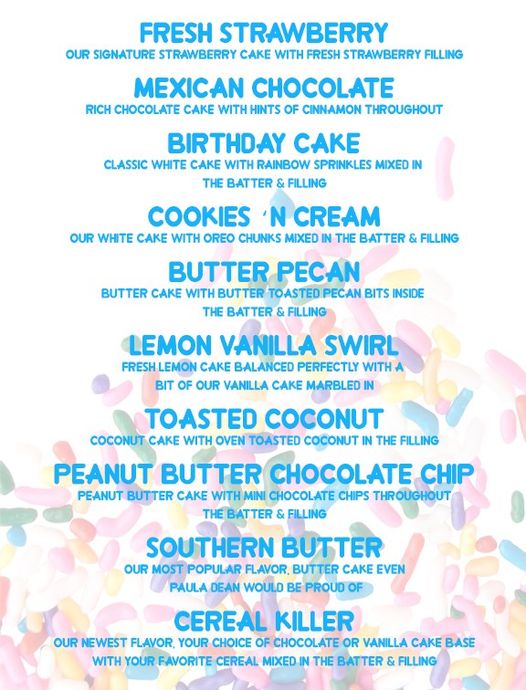 FRESH STRAWBERRY
OUR SIGNATURE STRAWBERRY CAKE WITH FRESH STRAWBERRY FILLING
MEXICAN CHOCOLATE
RICH CHOCOLATE CAKE WITH HINTS OF CINNAMON THROUGHOUT
BIRTHDAY CAKE
CLASSIC WHITE CAKE WITH RAINBOW SPRINKLES MIXED IN
THE BATTER & FILLING
COOKIES 'N CREAM
OUR WHITE CAKE WITH OREO CHUNKS MIXED IN THE BATTER & FILLING
BUTTER PECAN
BUTTER CAKE WITH BUTTER TOASTED PECAN BITS INSIDE
THE BATTER & FILLING
LEMON VANILLA SWIRL
FRESH LEMON CAKE BALANCED PERFECTLY WITH A
BIT OF OUR VANILLA CAKE MARBLED IN
TOASTED COCONUT
COCONUT CAKE WITH OVEN TOASTED COCONUT IN THE FILLING
PEANUT BUTTER CHOCOLATE CHIP
PEANUT BUTTER CAKE WITH MINI CHOCOLATE CHIPS THROUGHOUT
THE BATTER & FILLING
SOUTHERN BUTTER
OUR MOST POPULAR FLAVOR, BUTTER CAKE EVEN
PAULA DEAN WOULD BE PROUD OF
CEREAL KILLER
OUR NEWEST FLAVOR, YOUR CHOICE OF CHOCOLATE OR VANILLA CAKE BASE
WITH YOUR FAVORITE CEREAL MIXED IN THE BATTER & FILLING